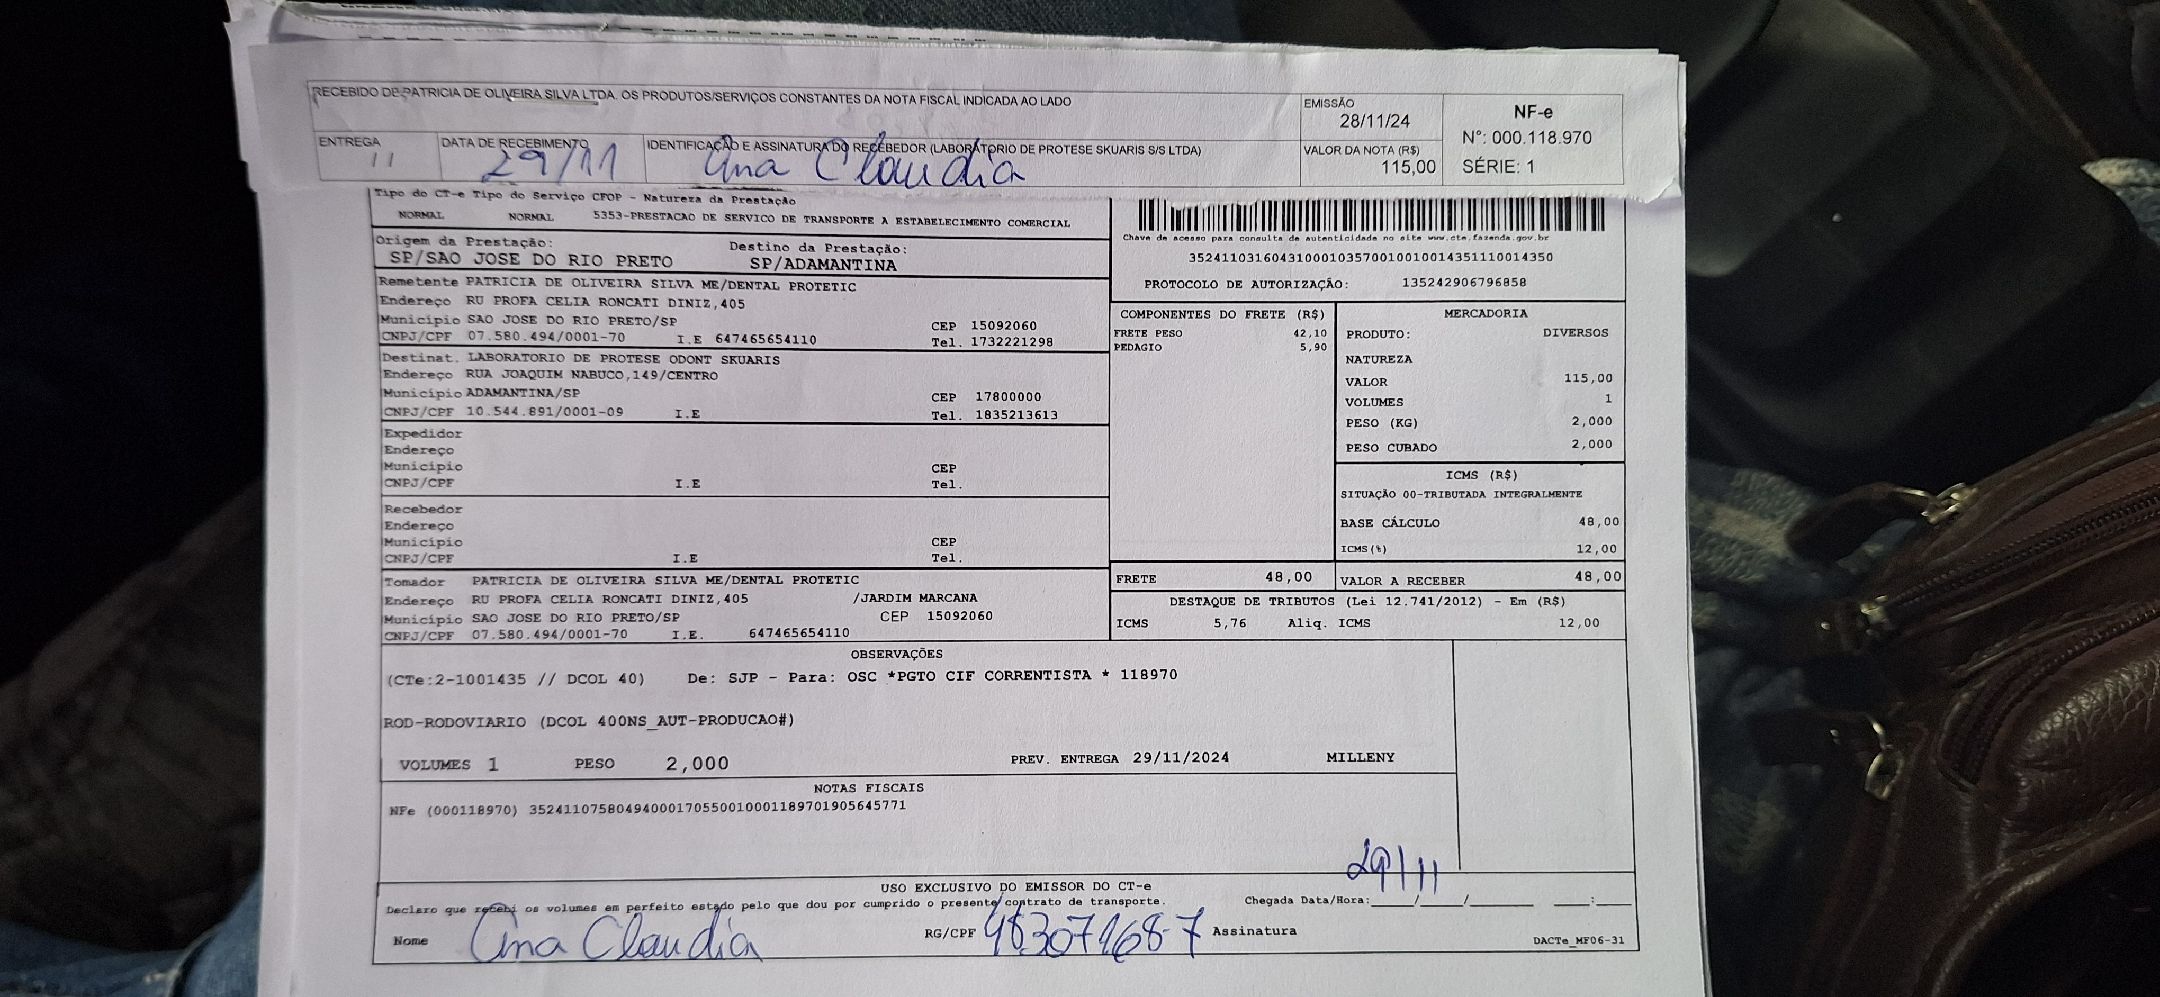 RECEBIDO DE PATRICIA DE OLIVEIRA SILVA LTDA. OS PRODUTOS/SERVIÇOS CONSTANTES DA NOTA FISCAL INDICADA AO LADO
EMISSÃO
28/11/24
VALOR DA NOTA (R$)
115,00
NF-e
N°: 000.118.970
SÉRIE: 1
ENTREGA
11
DATA DE RECEBIMENTO
29/11
IDENTIFICAÇÃO E ASSINATURA DO RECEBEDOR (LABORATORIO DE PROTESE SKUARIS S/S LTDA)
Ana Claudia
Tipo do CT-e Tipo do Serviço CFOP - Natureza da Prestação
NORMAL NORMAL 5353-PRESTACAO DE SERVICO DE TRANSPORTE A ESTABELECIMENTO COMERCIAL
Origem da Prestação: Destino da Prestação:
SP/SAO JOSE DO RIO PRETO SP/ADAMANTINA
Chave de acesso para consulta de autenticidade no site www.cte.fazenda.gov.br
35241103160431000103570010010014351110014350
PROTOCOLO DE AUTORIZAÇÃO: 135242906796858
Remetente PATRICIA DE OLIVEIRA SILVA ME/DENTAL PROTETIC
Endereço RU PROFA CELIA RONCATI DINIZ,405
Município SAO JOSE DO RIO PRETO/SP CEP 15092060
CNPJ/CPF 07.580.494/0001-70 I.E 647465654110 Tel. 1732221298
Destinat. LABORATORIO DE PROTESE ODONT SKUARIS
Endereço RUA JOAQUIM NABUCO,149/CENTRO
Município ADAMANTINA/SP CEP 17800000
CNPJ/CPF 10.544.891/0001-09 I.E Tel. 1835213613
Expedidor
Endereço
Município CEP
CNPJ/CPF I.E Tel.
Recebedor
Endereço
Município CEP
CNPJ/CPF I.E Tel.
Tomador PATRICIA DE OLIVEIRA SILVA ME/DENTAL PROTETIC
Endereço RU PROFA CELIA RONCATI DINIZ,405 /JARDIM MARCANA
Município SAO JOSE DO RIO PRETO/SP CEP 15092060
CNPJ/CPF 07.580.494/0001-70 I.E. 647465654110
COMPONENTES DO FRETE (R$)
FRETE PESO 42,10
PEDAGIO 5,90
MERCADORIA
PRODUTO: DIVERSOS
NATUREZA
VALOR 115,00
VOLUMES 1
PESO (KG) 2,000
PESO CUBADO 2,000
ICMS (R$)
SITUAÇÃO 00-TRIBUTADA INTEGRALMENTE
BASE CÁLCULO 48,00
ICMS(%) 12,00
FRETE 48,00 VALOR A RECEBER 48,00
DESTAQUE DE TRIBUTOS (Lei 12.741/2012) - Em (R$)
ICMS 5,76 Aliq. ICMS 12,00
OBSERVAÇÕES
(CTe:2-1001435 // DCOL 40) De: SJP - Para: OSC *PGTO CIF CORRENTISTA * 118970
ROD-RODOVIARIO (DCOL 400NS_AUT-PRODUCAO#)
VOLUMES 1 PESO 2,000 PREV. ENTREGA 29/11/2024 MILLENY
NOTAS FISCAIS
NFe (000118970) 35241107580494000170550010001189701905645771
USO EXCLUSIVO DO EMISSOR DO CT-e
29/11
Declaro que recebi os volumes em perfeito estado pelo que dou por cumprido o presente contrato de transporte. Chegada Data/Hora:____/____/______ ___:___
Nome Ana Claudia RG/CPF Assinatura
DACTe_MF06-31